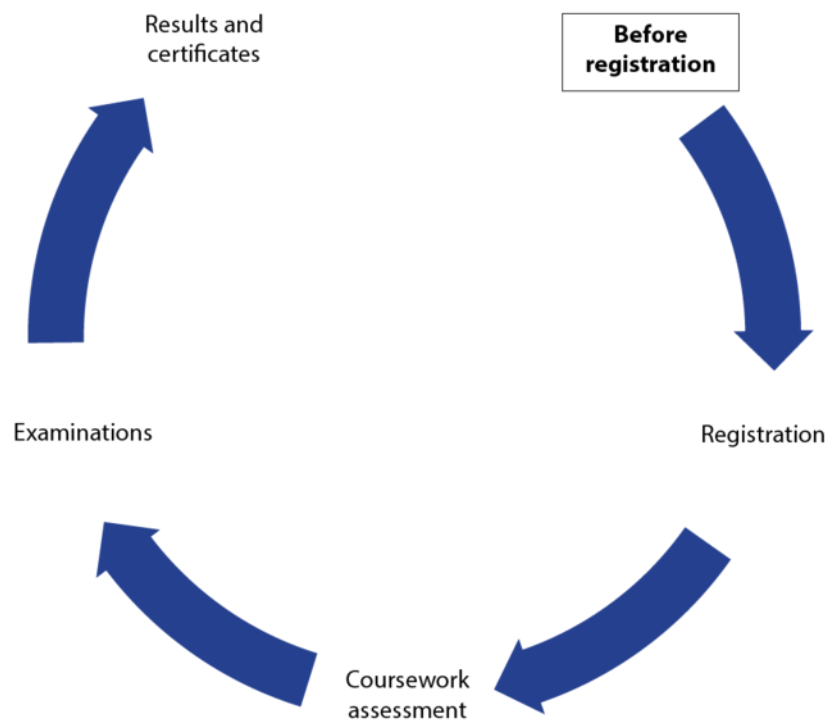 Results and
certificates
Before
registration
Examinations
Registration
Coursework
assessment